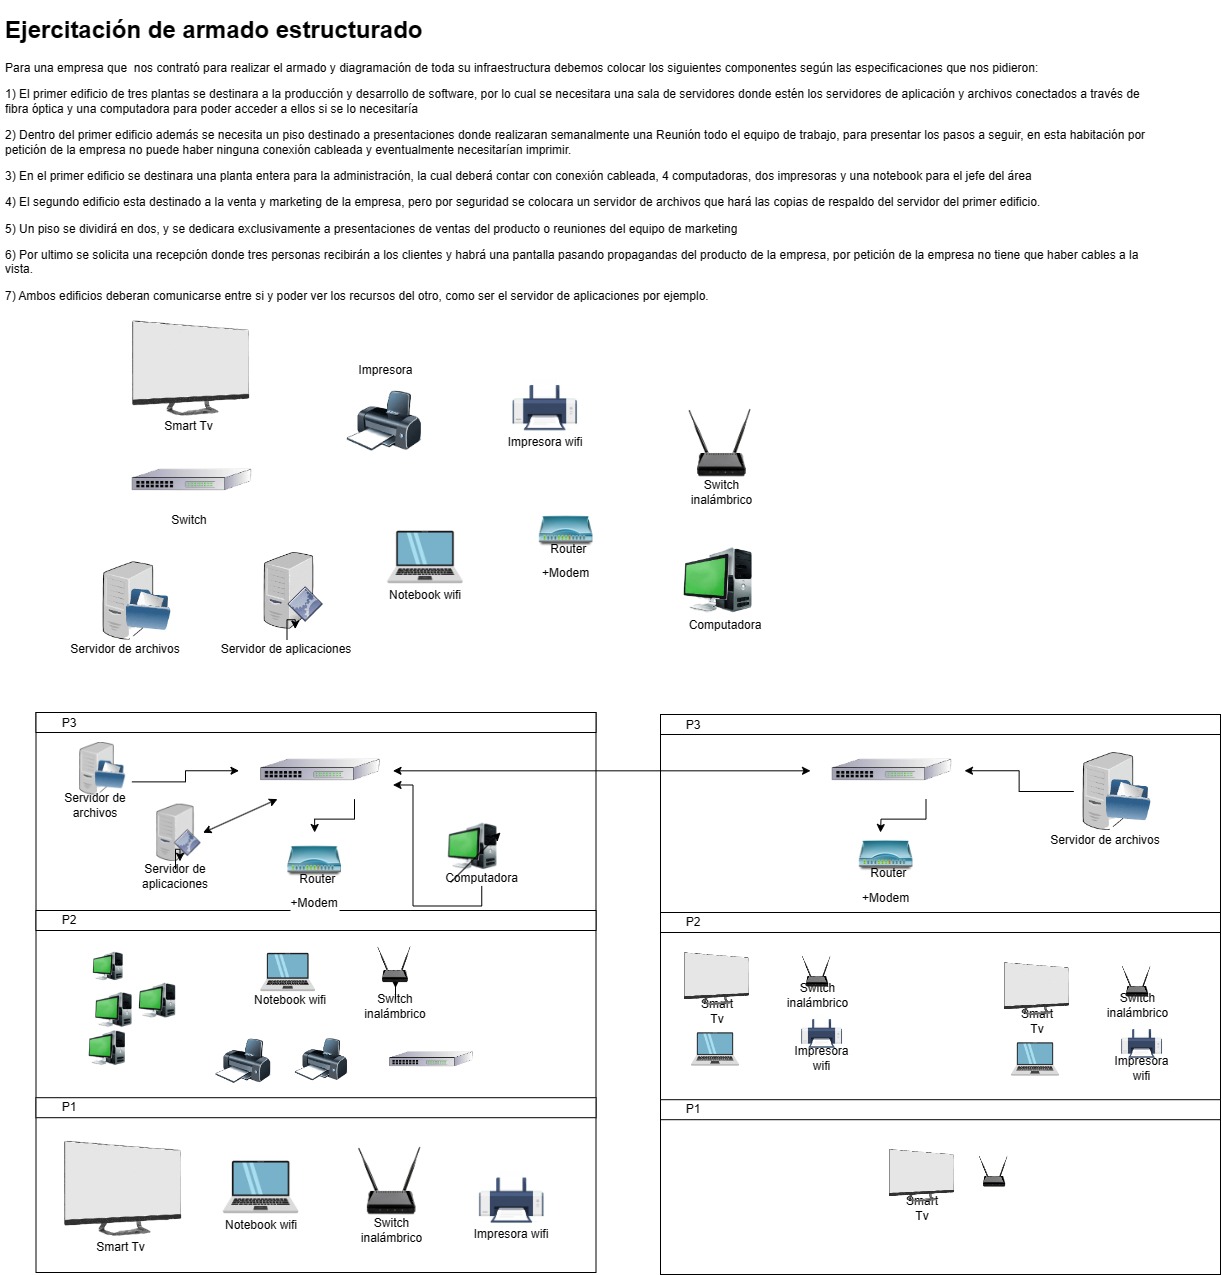 Ejercitación de armado estructurado
Para una empresa que  nos contrató para realizar el armado y diagramación de toda su infraestructura debemos colocar los siguientes componentes según las especificaciones que nos pidieron:
1) El primer edificio de tres plantas se destinara a la producción y desarrollo de software, por lo cual se necesitara una sala de servidores donde estén los servidores de aplicación y archivos conectados a través de
fibra óptica y una computadora para poder acceder a ellos si se lo necesitaría
2) Dentro del primer edificio además se necesita un piso destinado a presentaciones donde realizaran semanalmente una Reunión todo el equipo de trabajo, para presentar los pasos a seguir, en esta habitación por
petición de la empresa no puede haber ninguna conexión cableada y eventualmente necesitarían imprimir.
3) En el primer edificio se destinara una planta entera para la administración, la cual deberá contar con conexión cableada, 4 computadoras, dos impresoras y una notebook para el jefe del área
4) El segundo edificio esta destinado a la venta y marketing de la empresa, pero por seguridad se colocara un servidor de archivos que hará las copias de respaldo del servidor del primer edificio.
5) Un piso se dividirá en dos, y se dedicara exclusivamente a presentaciones de ventas del producto o reuniones del equipo de marketing
6) Por ultimo se solicita una recepción donde tres personas recibirán a los clientes y habrá una pantalla pasando propagandas del producto de la empresa, por petición de la empresa no tiene que haber cables a la
vista.
7) Ambos edificios deberan comunicarse entre si y poder ver los recursos del otro, como ser el servidor de aplicaciones por ejemplo.
Smart Tv
Impresora
Impresora wifi
Switch
inalámbrico
Switch
Notebook wifi
Router
+Modem
Computadora
Servidor de archivos
Servidor de aplicaciones
P3
Servidor de
archivos
Servidor de
aplicaciones
Router
+Modem
Computadora
P2
Notebook wifi
Switch
inalámbrico
P1
Smart Tv
Notebook wifi
Switch
inalámbrico
Impresora wifi
P3
Router
+Modem
Servidor de archivos
P2
Smart
Tv
Switch
inalámbrico
Impresora
wifi
Smart
Tv
Switch
inalámbrico
Impresora
wifi
P1
Smart
Tv